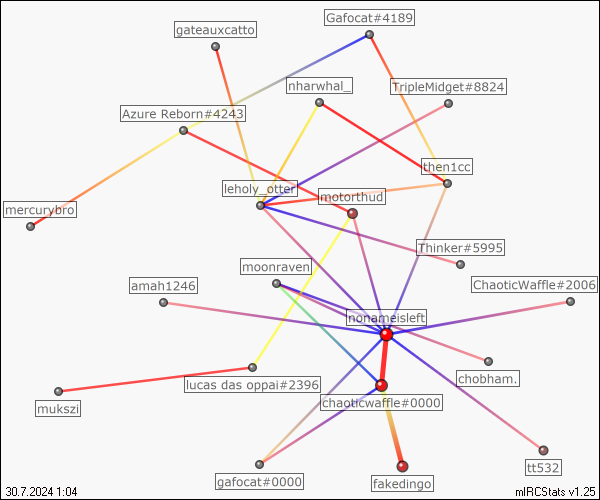 Gafocat#4189
gateauxcatto
nharwhal_
TripleMidget#8824
Azure Reborn#4243
then1cc
leholy_otter
motorthud
mercurybro
Thinker#5995
moonraven
amah1246
ChaoticWaffle#2006
nonameisleft
chobham.
lucas das oppai#2396
mukszi
chaoticwaffle#0000
tt532
gafocat#0000
fakedingo
30.7.2024 1:04
mIRCStats v1.25